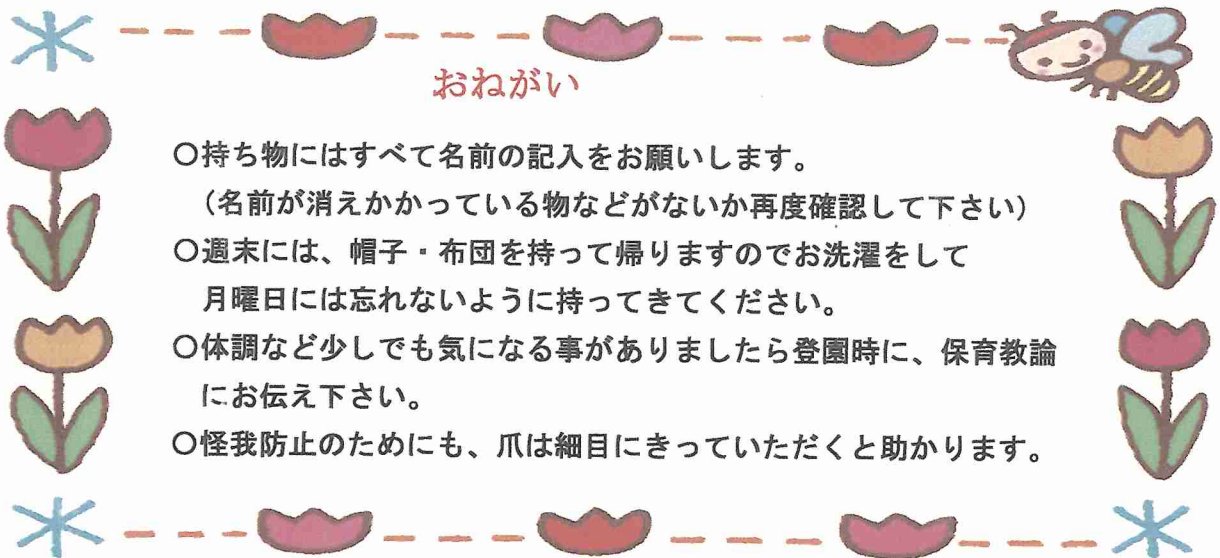 おねがい
〇持ち物にはすべて名前の記入をお願いします。
（名前が消えかかっている物などがないか再度確認して下さい）
〇週末には、帽子・布団を持って帰りますのでお洗濯をして
月曜日には忘れないように持ってきてください。
〇体調など少しでも気になる事がありましたら登園時に、保育教論
にお伝え下さい。
〇怪我防止のためにも、爪は細目にきっていただくと助かります。